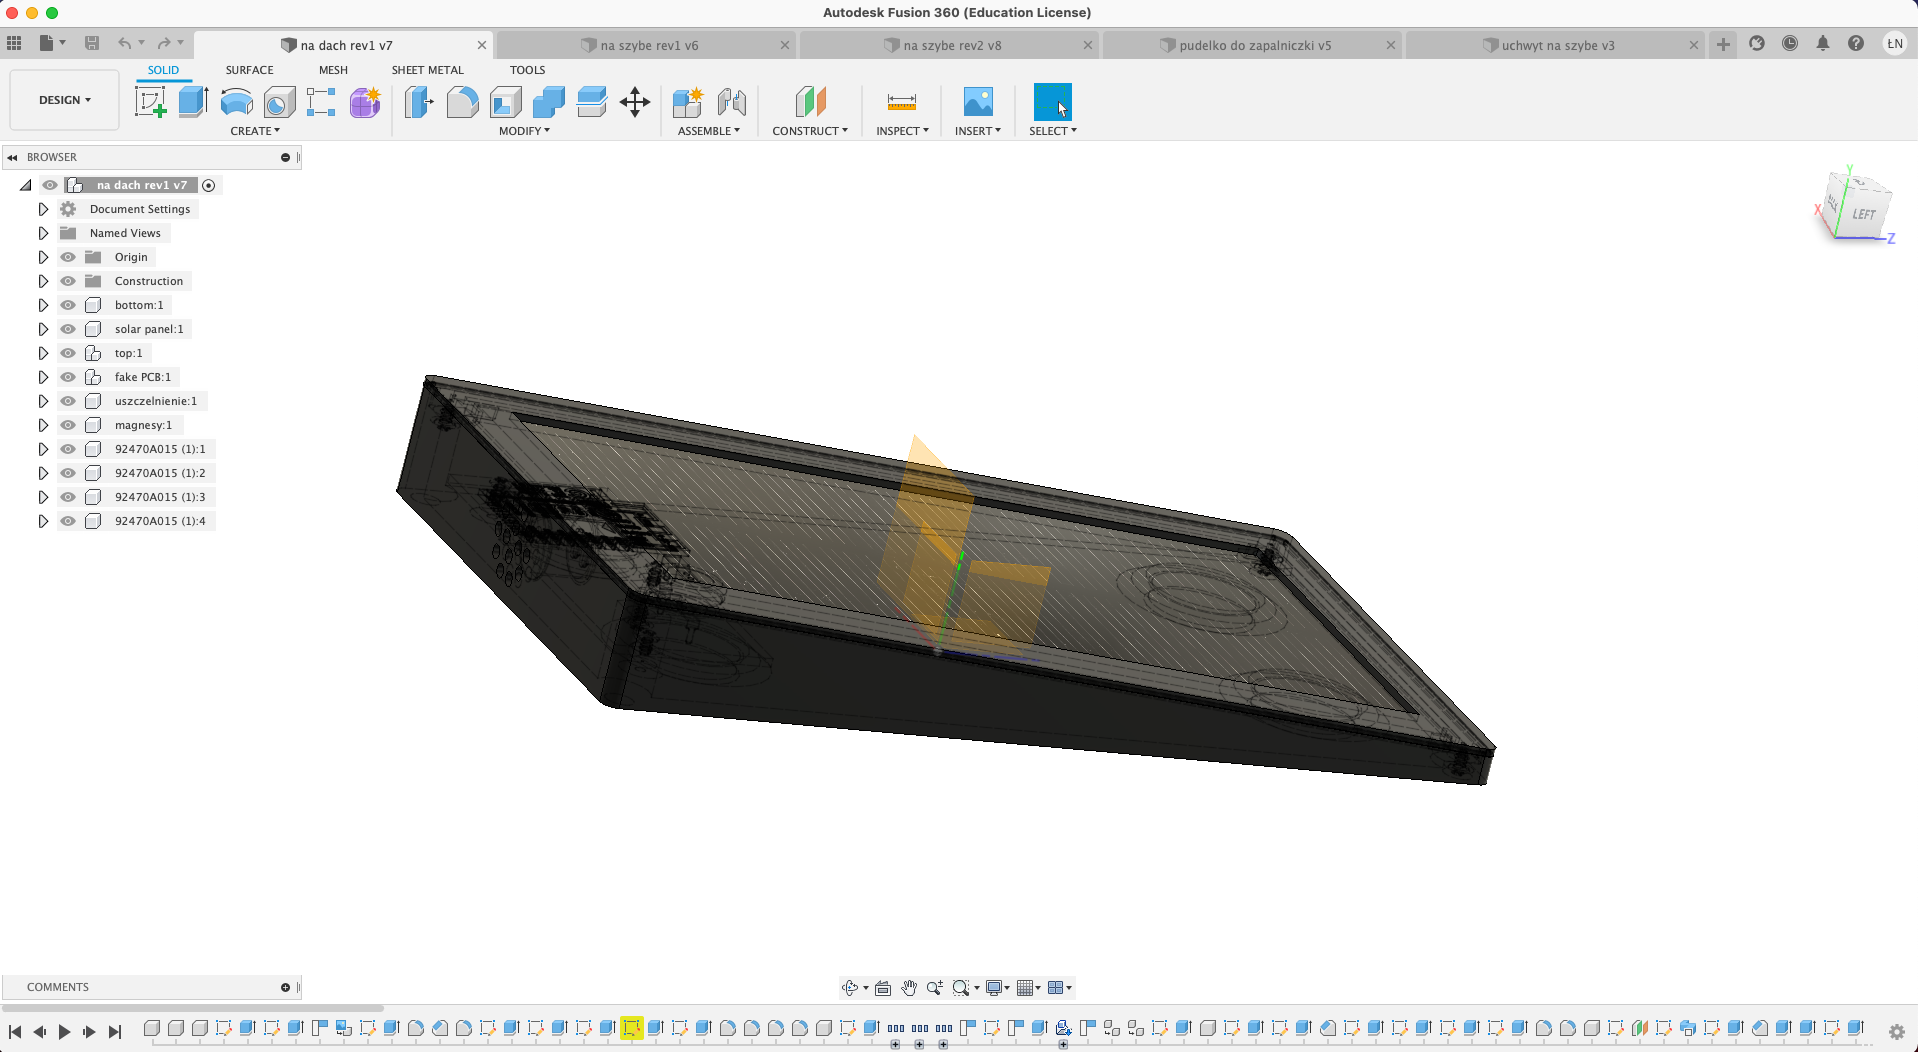 Autodesk Fusion 360 (Education License)
na dach rev1 v7
na szybe rev1 v6
na szybe rev2 v8
pudelko do zapalniczki v5
uchwyt na szybe v3
ŁN
SOLID SURFACE MESH SHEET METAL TOOLS
DESIGN
CREATE MODIFY ASSEMBLE CONSTRUCT INSPECT INSERT SELECT
BROWSER
na dach rev1 v7
Document Settings
Named Views
Origin
Construction
bottom:1
solar panel:1
top:1
fake PCB:1
uszczelnienie:1
magnesy:1
92470A015 (1):1
92470A015 (1):2
92470A015 (1):3
92470A015 (1):4
Y
X
LEFT
Z
COMMENTS